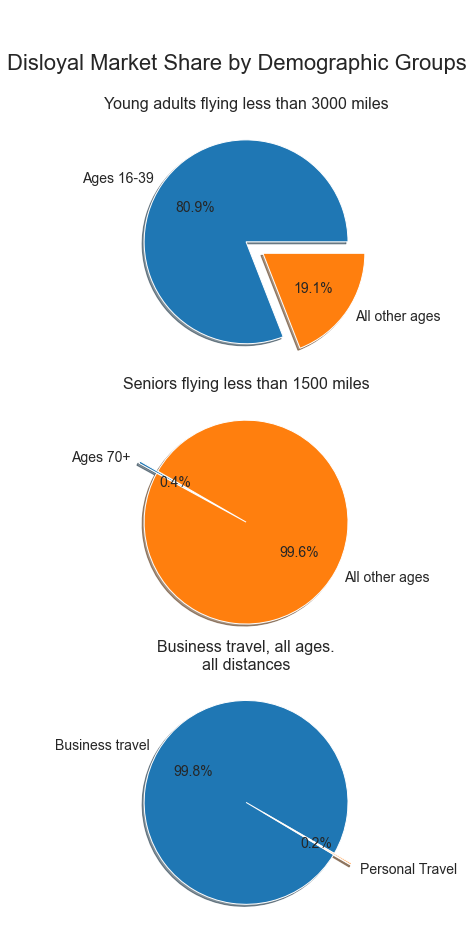 Disloyal Market Share by Demographic Groups
Young adults flying less than 3000 miles
Ages 16-39
80.9%
19.1%
All other ages
Seniors flying less than 1500 miles
Ages 70+
0.4%
99.6%
All other ages
Business travel, all ages.
all distances
Business travel
99.8%
0.2%
Personal Travel